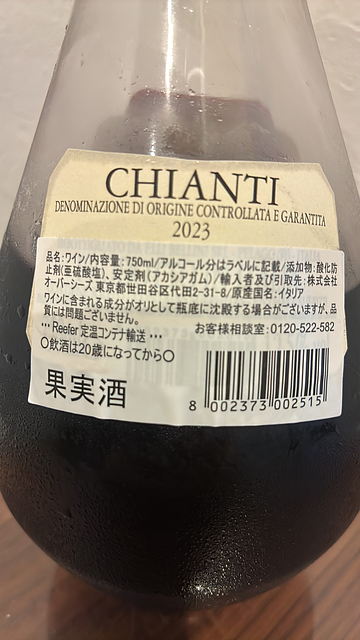 CHIANTI
DENOMINAZIONE DI ORIGINE CONTROLLATA E GARANTITA
2023
品名:ワイン/内容量:750ml/アルコール分はラベルに記載/添加物:酸化防
止剤(亜硫酸塩)、安定剤(アカシアガム)/輸入者及び引取先:株式会社
オーバーシーズ 東京都世田谷区代田2-31-8/原産国名:イタリア
ワインに含まれる成分がオリとして瓶底に沈殿する場合がございますが、品
質には問題ございません。
お客様相談室:0120-522-582
••• Reefer 定温コンテナ輸送 •••
〇飲酒は20歳になってから〇
果実酒
8 002373 002515